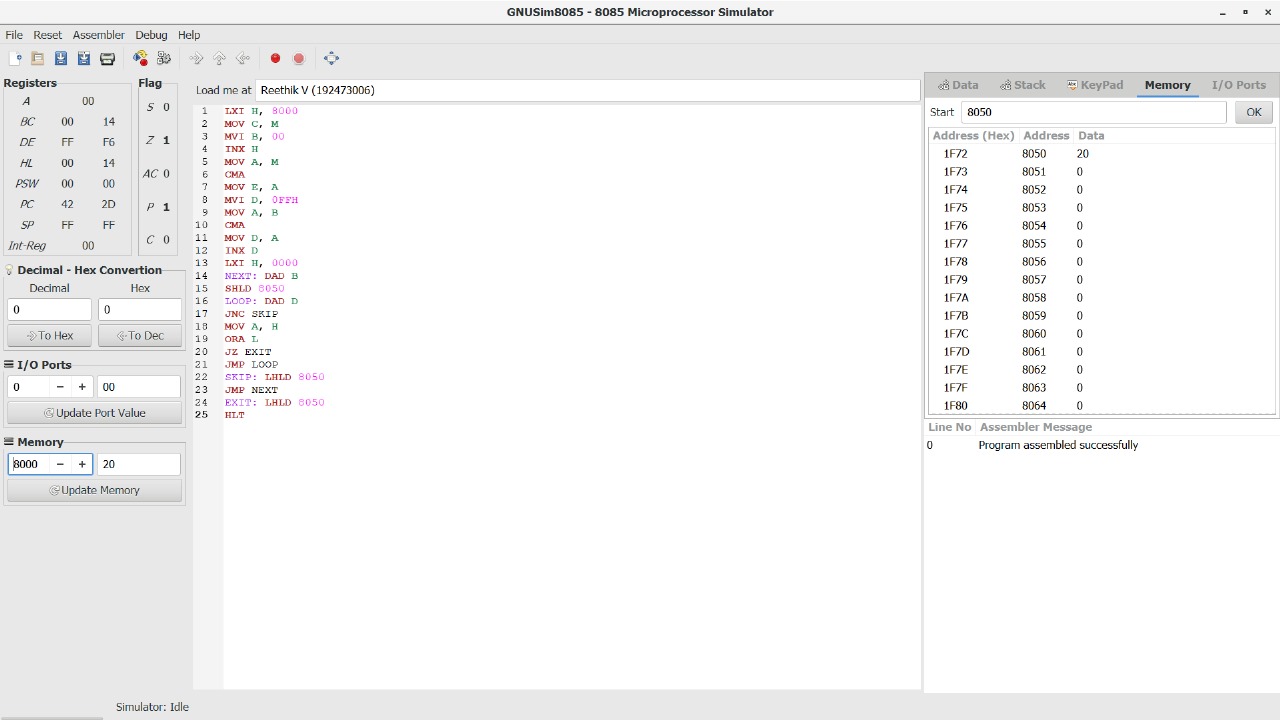 GNUSim8085 - 8085 Microprocessor Simulator
File Reset Assembler Debug Help
Registers
A 00
BC 00 14
DE FF F6
HL 00 14
PSW 00 00
PC 42 2D
SP FF FF
Int-Reg 00
Flag
S 0
Z 1
AC 0
P 1
C 0
Decimal - Hex Convertion
Decimal Hex
0 0
To Hex To Dec
I/O Ports
0 − + 00
Update Port Value
Memory
8000 − + 20
Update Memory
Load me at Reethik V (192473006)
1 LXI H, 8000
2 MOV C, M
3 MVI B, 00
4 INX H
5 MOV A, M
6 CMA
7 MOV E, A
8 MVI D, 0FFH
9 MOV A, B
10 CMA
11 MOV D, A
12 INX D
13 LXI H, 0000
14 NEXT: DAD B
15 SHLD 8050
16 LOOP: DAD D
17 JNC SKIP
18 MOV A, H
19 ORA L
20 JZ EXIT
21 JMP LOOP
22 SKIP: LHLD 8050
23 JMP NEXT
24 EXIT: LHLD 8050
25 HLT
Data Stack KeyPad Memory I/O Ports
Start 8050 OK
Address (Hex) Address Data
1F72 8050 20
1F73 8051 0
1F74 8052 0
1F75 8053 0
1F76 8054 0
1F77 8055 0
1F78 8056 0
1F79 8057 0
1F7A 8058 0
1F7B 8059 0
1F7C 8060 0
1F7D 8061 0
1F7E 8062 0
1F7F 8063 0
1F80 8064 0
Line No Assembler Message
0 Program assembled successfully
Simulator: Idle